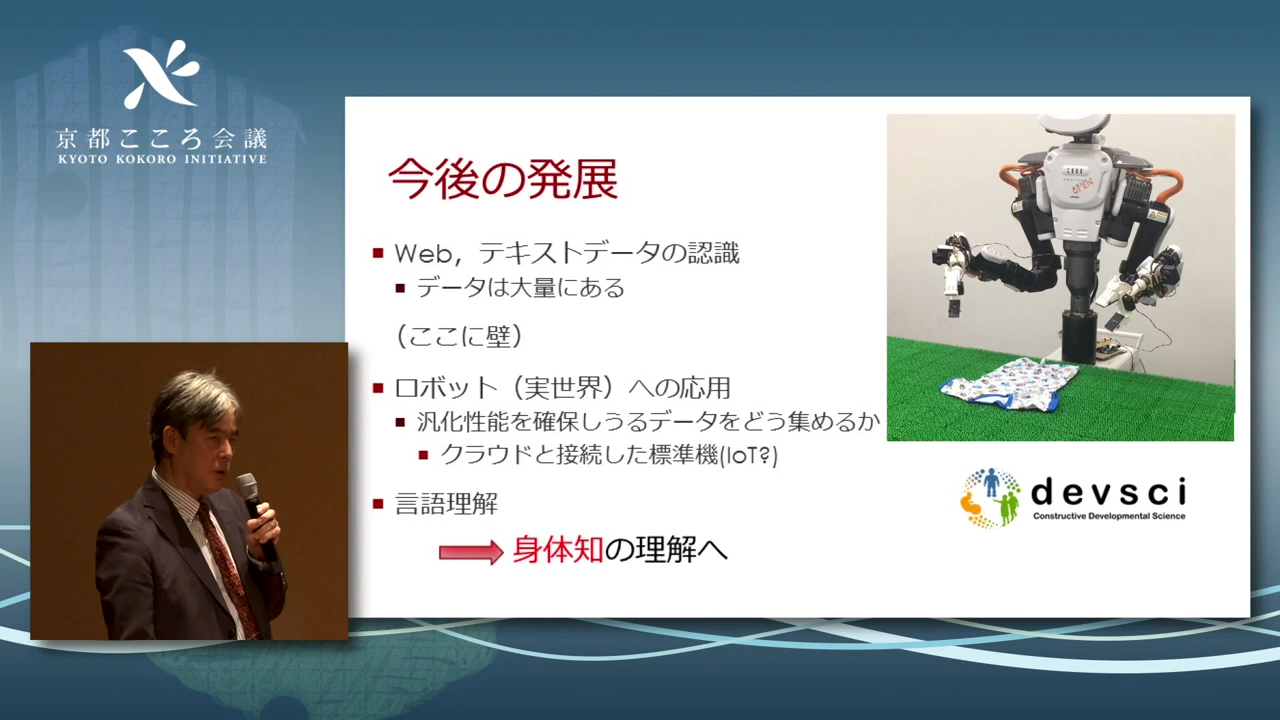 京都こころ会議
KYOTO KOKORO INITIATIVE
今後の発展
Web，テキストデータの認識
データは大量にある
（ここに壁）
ロボット（実世界）への応用
汎化性能を確保しうるデータをどう集めるか
クラウドと接続した標準機(IoT?)
言語理解
身体知の理解へ
OPEN
devsci
Constructive Developmental Science